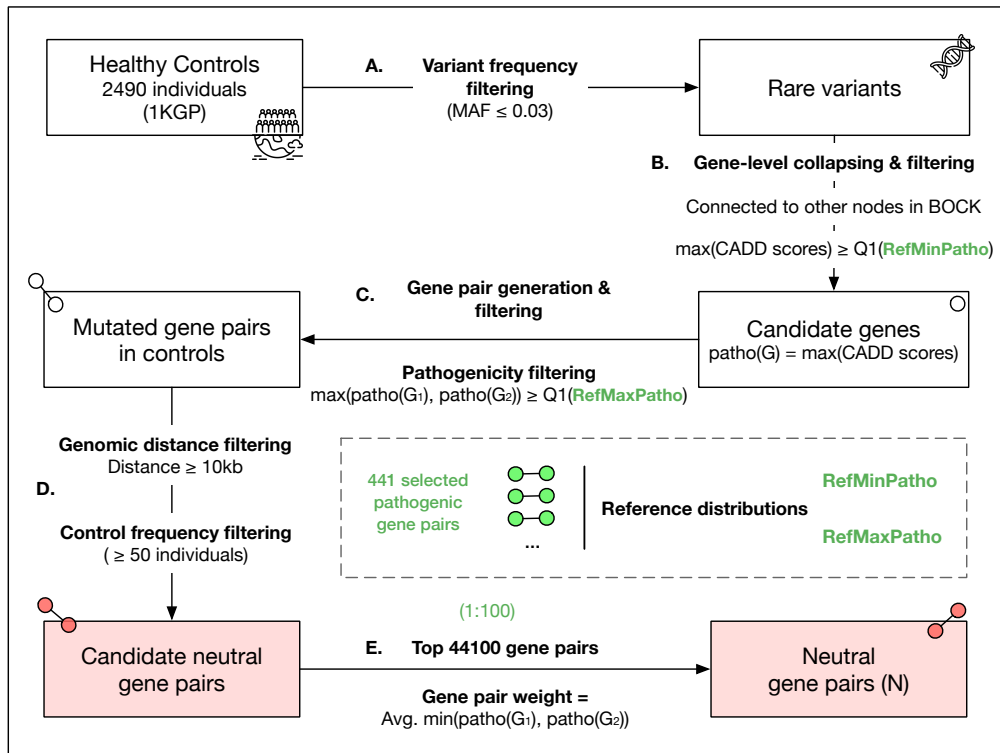 Healthy Controls
2490 individuals
(1KGP)
A.
Variant frequency
filtering
(MAF ≤ 0.03)
Rare variants
B.
Gene-level collapsing & filtering
Connected to other nodes in BOCK
max(CADD scores) ≥ Q1(RefMinPatho)
Candidate genes
patho(G) = max(CADD scores)
C.
Gene pair generation &
filtering
Pathogenicity filtering
max(patho(G₁), patho(G₂)) ≥ Q1(RefMaxPatho)
Mutated gene pairs
in controls
D.
Genomic distance filtering
Distance ≥ 10kb
Control frequency filtering
( ≥ 50 individuals)
441 selected
pathogenic
gene pairs
...
Reference distributions
RefMinPatho
RefMaxPatho
Candidate neutral
gene pairs
(1:100)
E.
Top 44100 gene pairs
Gene pair weight =
Avg. min(patho(G₁), patho(G₂))
Neutral
gene pairs (N)